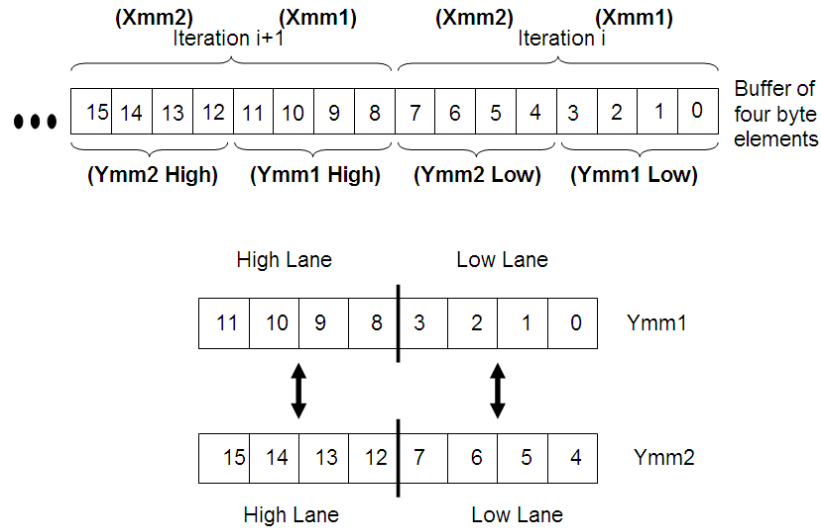 (Xmm2) (Xmm1) (Xmm2) (Xmm1)
Iteration i+1 Iteration i
15 14 13 12 11 10 9 8 7 6 5 4 3 2 1 0
Buffer of
four byte
elements
(Ymm2 High) (Ymm1 High) (Ymm2 Low) (Ymm1 Low)
High Lane Low Lane
11 10 9 8 3 2 1 0 Ymm1
15 14 13 12 7 6 5 4 Ymm2
High Lane Low Lane